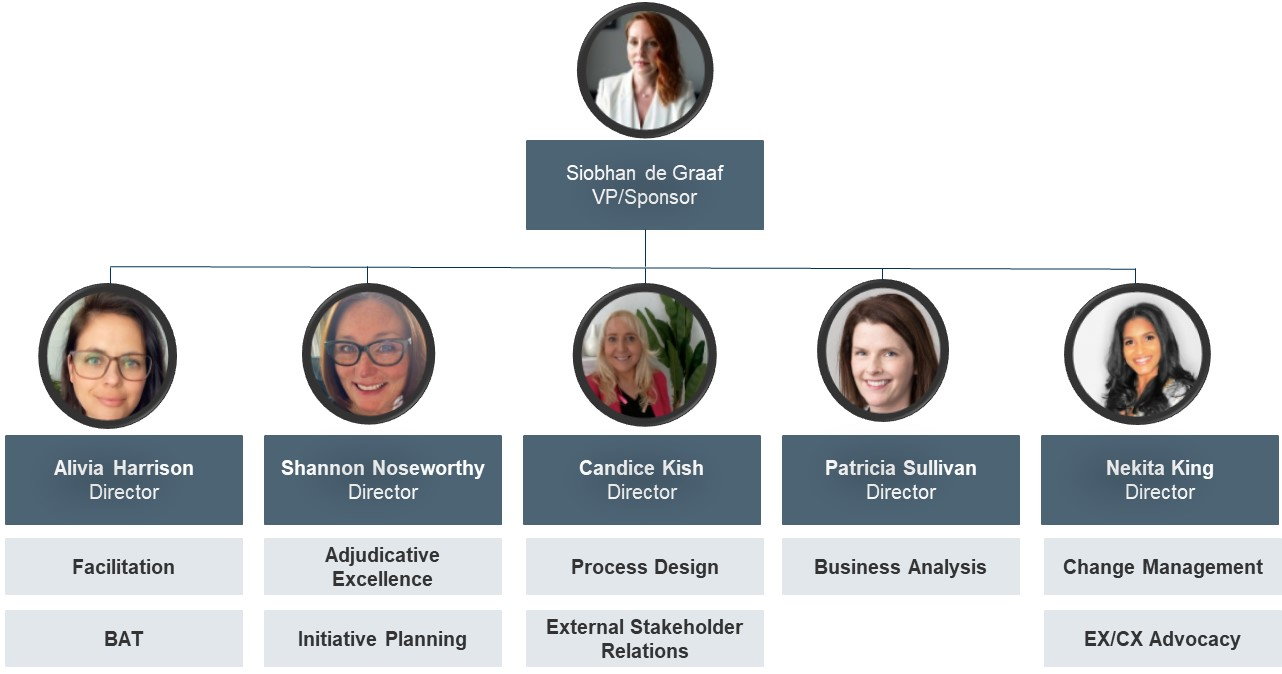 Siobhan de Graaf
VP/Sponsor
Alivia Harrison
Director
Shannon Noseworthy
Director
Candice Kish
Director
Patricia Sullivan
Director
Nekita King
Director
Facilitation
Adjudicative
Excellence
Process Design
Business Analysis
Change Management
BAT
Initiative Planning
External Stakeholder
Relations
EX/CX Advocacy